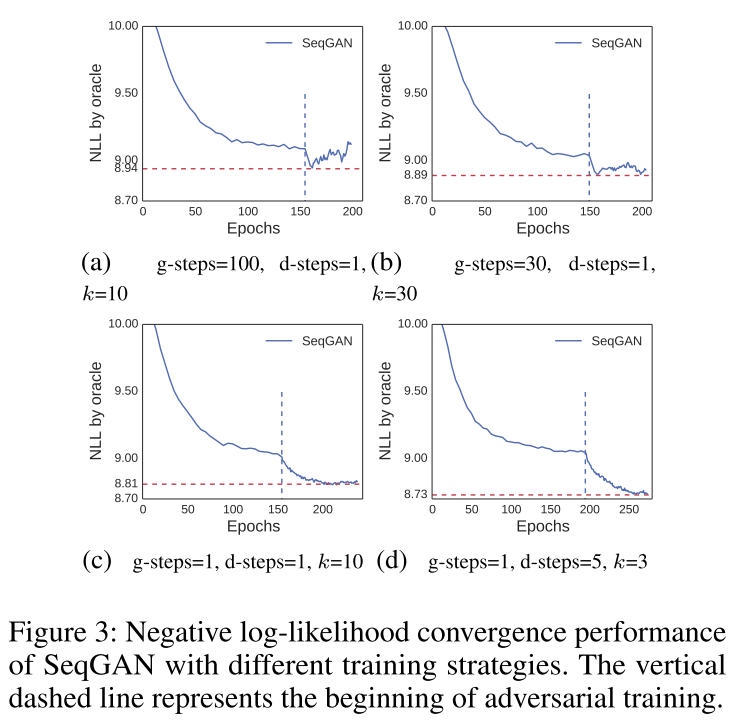 10.00
SeqGAN
9.50
9.00
8.94
8.70
NLL by oracle
0 50 100 150 200
Epochs
(a) g-steps=100, d-steps=1,
k=10
10.00
SeqGAN
9.50
9.00
8.89
8.70
NLL by oracle
0 50 100 150 200
Epochs
(b) g-steps=30, d-steps=1,
k=30
10.00
SeqGAN
9.50
9.00
8.81
8.70
NLL by oracle
0 50 100 150 200
Epochs
(c) g-steps=1, d-steps=1, k=10
10.00
SeqGAN
9.50
9.00
8.73
NLL by oracle
0 50 100 150 200 250
Epochs
(d) g-steps=1, d-steps=5, k=3
Figure 3: Negative log-likelihood convergence performance
of SeqGAN with different training strategies. The vertical
dashed line represents the beginning of adversarial training.